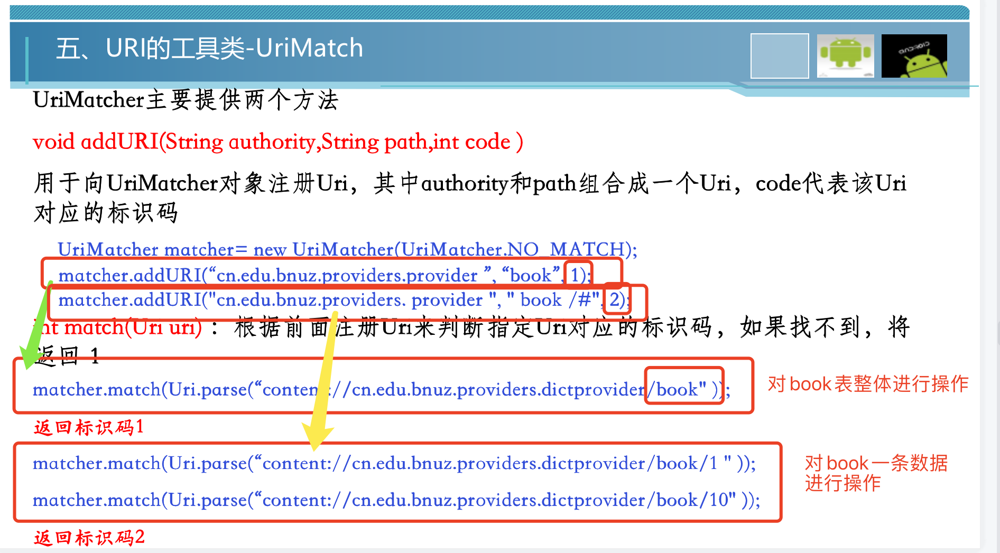 五、URI的工具类-UriMatch
UriMatcher主要提供两个方法
void addURI(String authority,String path,int code )
用于向UriMatcher对象注册Uri，其中authority和path组合成一个Uri，code代表该Uri
对应的标识码
UriMatcher matcher= new UriMatcher(UriMatcher.NO_MATCH);
matcher.addURI(“cn.edu.bnuz.providers.provider ”, “book”, 1);
matcher.addURI("cn.edu.bnuz.providers. provider ", " book /#", 2);
int match(Uri uri) ：根据前面注册Uri来判断指定Uri对应的标识码，如果找不到，将
返回 1
matcher.match(Uri.parse(“content://cn.edu.bnuz.providers.dictprovider/book" ));
对book表整体进行操作
返回标识码1
matcher.match(Uri.parse(“content://cn.edu.bnuz.providers.dictprovider/book/1 " ));
对book一条数据
进行操作
matcher.match(Uri.parse(“content://cn.edu.bnuz.providers.dictprovider/book/10" ));
返回标识码2